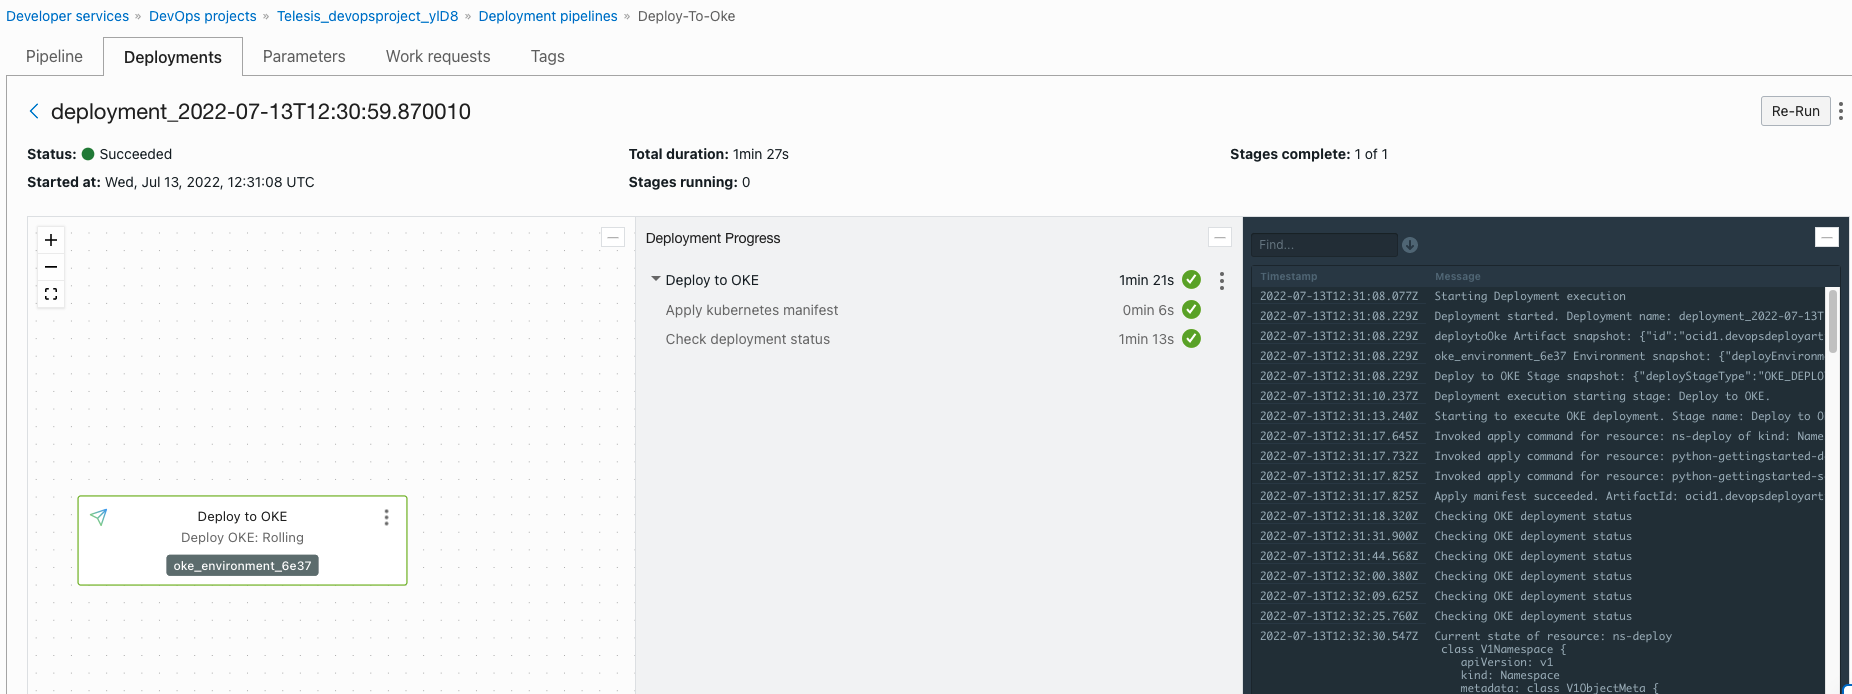 Developer services » DevOps projects » Telesis_devopsproject_yID8 » Deployment pipelines » Deploy-To-Oke
Pipeline Deployments Parameters Work requests Tags
deployment_2022-07-13T12:30:59.870010
Re-Run
Status: Succeeded
Total duration: 1min 27s
Stages complete: 1 of 1
Started at: Wed, Jul 13, 2022, 12:31:08 UTC
Stages running: 0
Deploy to OKE
Deploy OKE: Rolling
oke_environment_6e37
Deployment Progress
Deploy to OKE 1min 21s
Apply kubernetes manifest 0min 6s
Check deployment status 1min 13s
Find...
Timestamp Message
2022-07-13T12:31:08.077Z Starting Deployment execution
2022-07-13T12:31:08.229Z Deployment started. Deployment name: deployment_2022-07-13T
2022-07-13T12:31:08.229Z deploytoOke Artifact snapshot: {"id":"ocid1.devopsdeployart
2022-07-13T12:31:08.229Z oke_environment_6e37 Environment snapshot: {"deployEnvironm
2022-07-13T12:31:08.229Z Deploy to OKE Stage snapshot: {"deployStageType":"OKE_DEPLO
2022-07-13T12:31:10.237Z Deployment execution starting stage: Deploy to OKE.
2022-07-13T12:31:13.240Z Starting to execute OKE deployment. Stage name: Deploy to O
2022-07-13T12:31:17.645Z Invoked apply command for resource: ns-deploy of kind: Name
2022-07-13T12:31:17.732Z Invoked apply command for resource: python-gettingstarted-d
2022-07-13T12:31:17.825Z Invoked apply command for resource: python-gettingstarted-s
2022-07-13T12:31:17.825Z Apply manifest succeeded. ArtifactId: ocid1.devopsdeployart
2022-07-13T12:31:18.320Z Checking OKE deployment status
2022-07-13T12:31:31.900Z Checking OKE deployment status
2022-07-13T12:31:44.568Z Checking OKE deployment status
2022-07-13T12:32:00.380Z Checking OKE deployment status
2022-07-13T12:32:09.625Z Checking OKE deployment status
2022-07-13T12:32:25.760Z Checking OKE deployment status
2022-07-13T12:32:30.547Z Current state of resource: ns-deploy
class V1Namespace {
apiVersion: v1
kind: Namespace
metadata: class V1ObjectMeta {